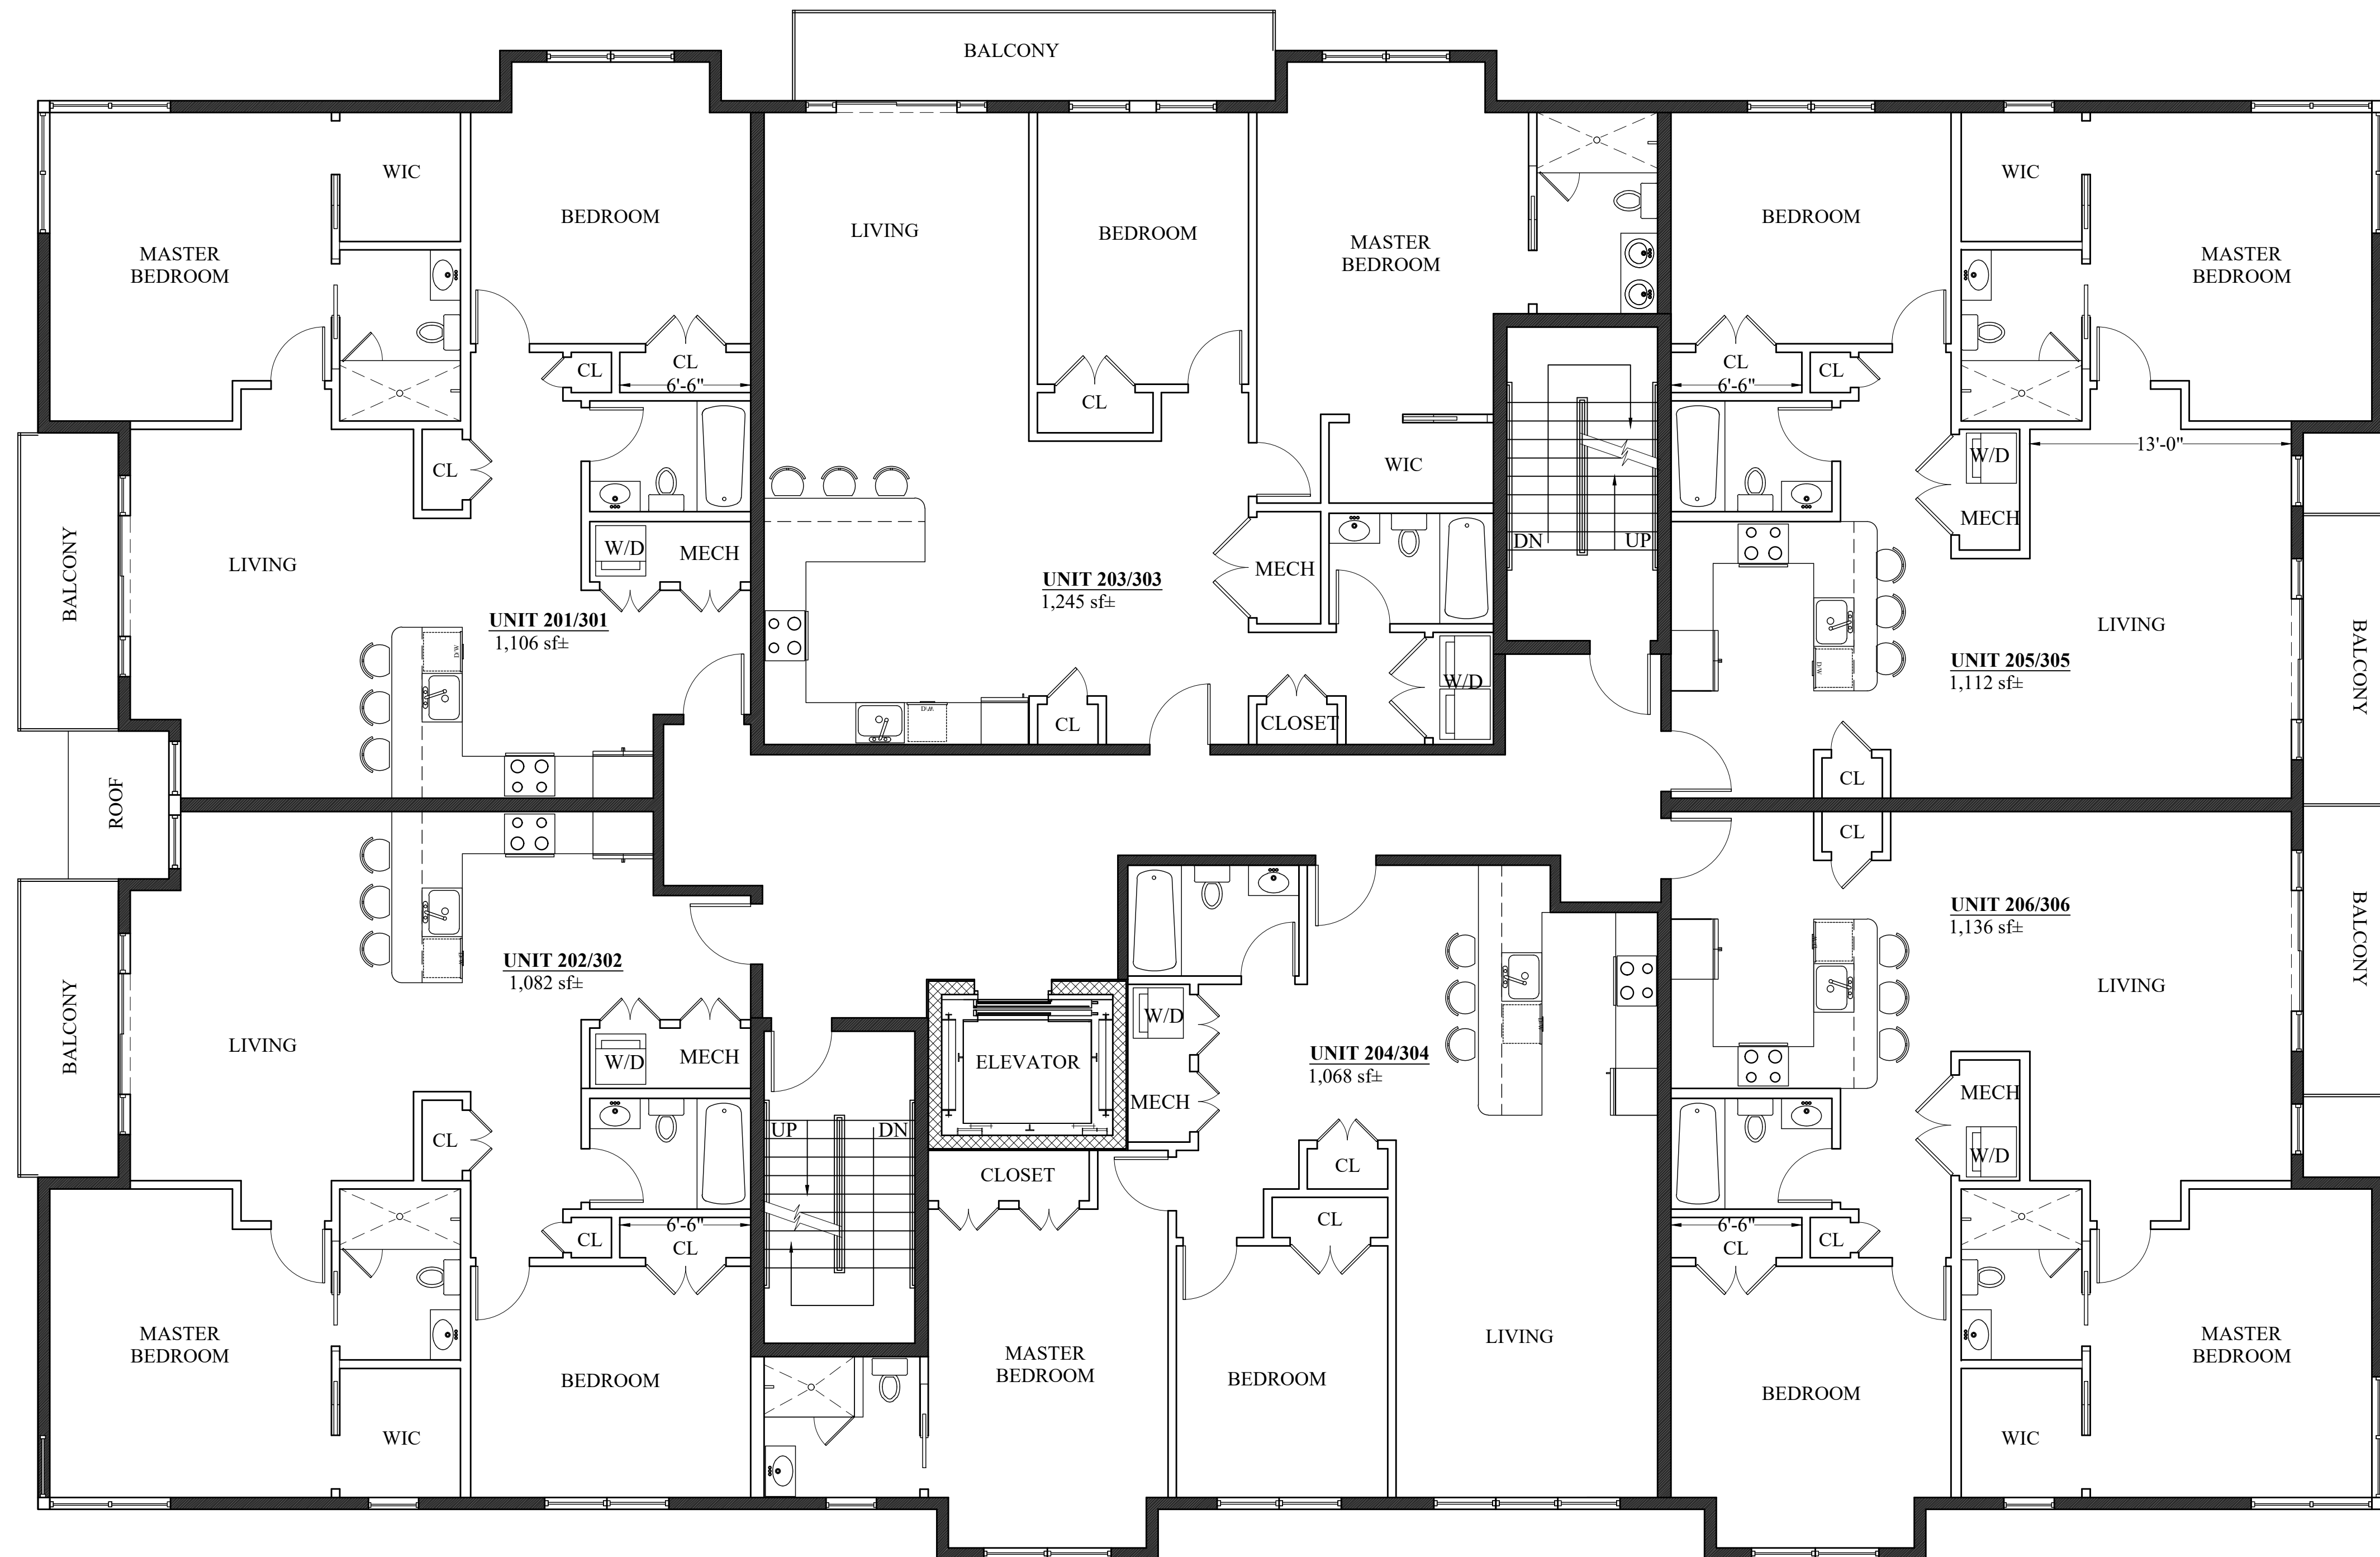 BALCONY
WIC
BEDROOM
LIVING
BEDROOM
MASTER
BEDROOM
MASTER
BEDROOM
BEDROOM
WIC
MASTER
BEDROOM
CL
CL
6'-6"
CL
CL
6'-6"
CL
CL
WIC
W/D
13'-0"
MECH
BALCONY
LIVING
W/D
MECH
UNIT 203/303
1,245 sf±
MECH
DN
UP
UNIT 201/301
1,106 sf±
D/W
LIVING
BALCONY
UNIT 205/305
1,112 sf±
D/W
W/D
D/W
CL
CLOSET
CL
ROOF
CL
BALCONY
UNIT 206/306
1,136 sf±
LIVING
UNIT 202/302
1,082 sf±
BALCONY
LIVING
W/D
MECH
ELEVATOR
W/D
MECH
UNIT 204/304
1,068 sf±
MECH
W/D
CL
UP
DN
CLOSET
CL
CL
CL
6'-6"
CL
6'-6"
CL
CL
MASTER
BEDROOM
BEDROOM
WIC
MASTER
BEDROOM
BEDROOM
LIVING
BEDROOM
WIC
MASTER
BEDROOM